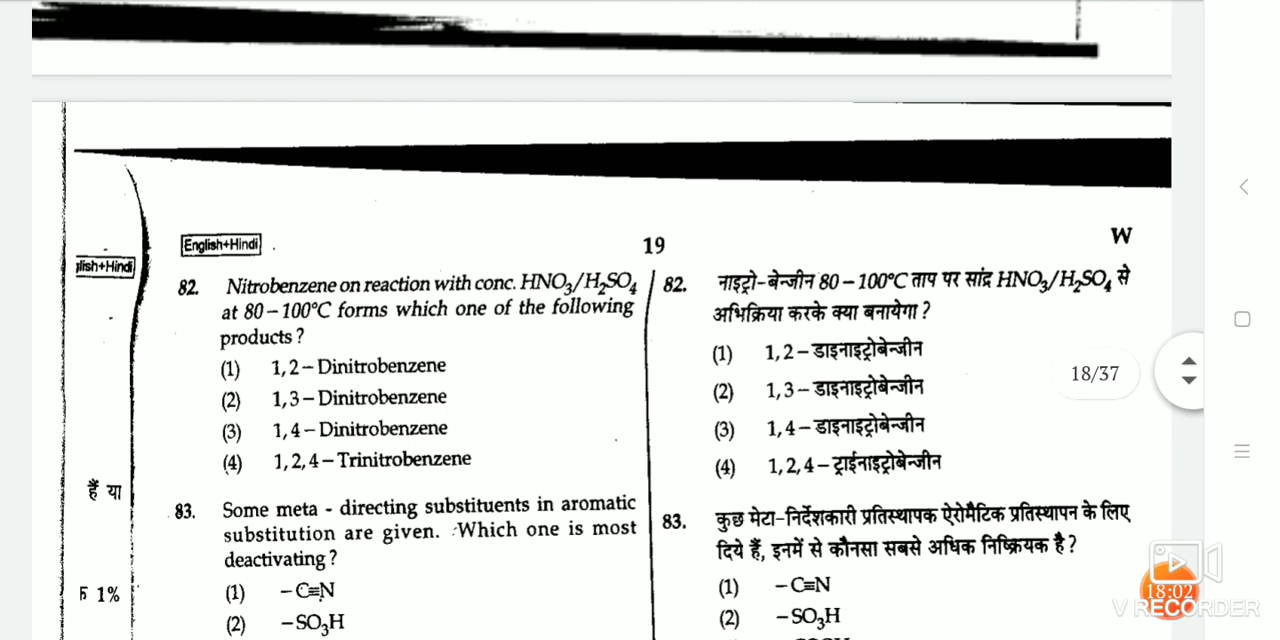 English+Hindi
19
W
glish+Hindi
82. Nitrobenzene on reaction with conc. HNO₃/H₂SO₄
at 80–100°C forms which one of the following
products ?
(1) 1,2–Dinitrobenzene
(2) 1,3–Dinitrobenzene
(3) 1,4–Dinitrobenzene
(4) 1,2,4–Trinitrobenzene
83. Some meta - directing substituents in aromatic
substitution are given. Which one is most
deactivating ?
(1) –C≡N
(2) –SO₃H
82. नाइट्रो-बेन्जीन 80–100°C ताप पर सांद्र HNO₃/H₂SO₄ से
अभिक्रिया करके क्या बनायेगा ?
(1) 1,2–डाइनाइट्रोबेन्जीन
(2) 1,3–डाइनाइट्रोबेन्जीन
(3) 1,4–डाइनाइट्रोबेन्जीन
(4) 1,2,4–ट्राईनाइट्रोबेन्जीन
83. कुछ मेटा-निर्देशकारी प्रतिस्थापक ऐरोमैटिक प्रतिस्थापन के लिए
दिये हैं, इनमें से कौनसा सबसे अधिक निष्क्रियक है ?
(1) –C≡N
(2) –SO₃H
हैं या
1%
18/37
18:02
V RECORDER